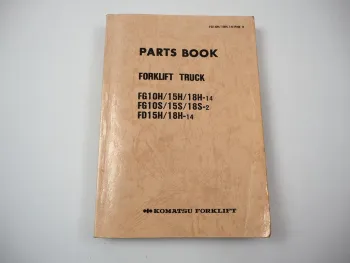 PARTS BOOK
FORKLIFT TRUCK
FG10H/15H/18H-14
FG10S/15S/18S-2
FD15H/18H-14
KOMATSU FORKLIFT